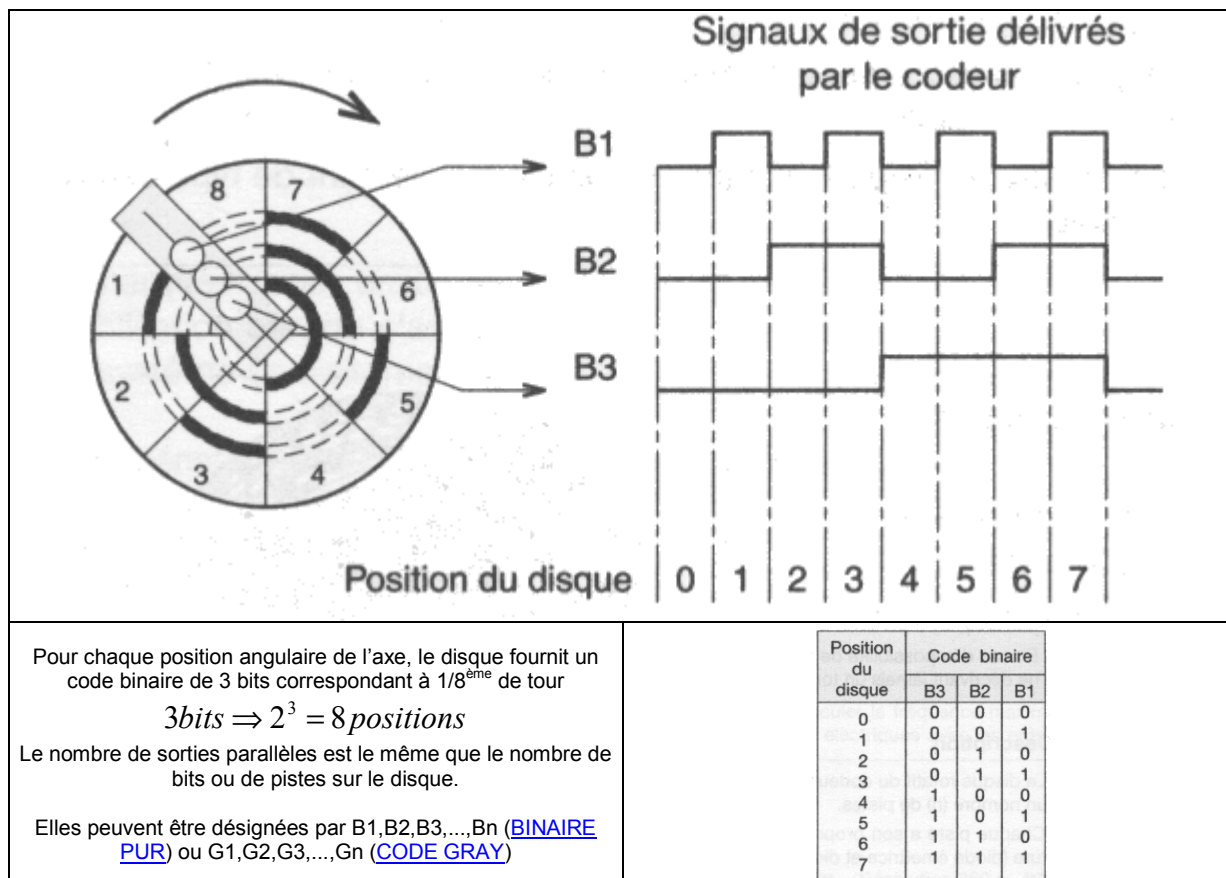 Signaux de sortie délivrés
par le codeur
B1
B2
B3
8
7
1
6
2
5
3
4
Position du disque 0 1 2 3 4 5 6 7
Pour chaque position angulaire de l'axe, le disque fournit un
code binaire de 3 bits correspondant à 1/8ème de tour
3bits ⇒ 2³ = 8 positions
Le nombre de sorties parallèles est le même que le nombre de
bits ou de pistes sur le disque.
Elles peuvent être désignées par B1,B2,B3,...,Bn (BINAIRE
PUR) ou G1,G2,G3,...,Gn (CODE GRAY)
Position
du
disque
Code binaire
B3 B2 B1
0 0 0 0
1 0 0 1
2 0 1 0
3 0 1 1
4 1 0 0
5 1 0 1
6 1 1 0
7 1 1 1